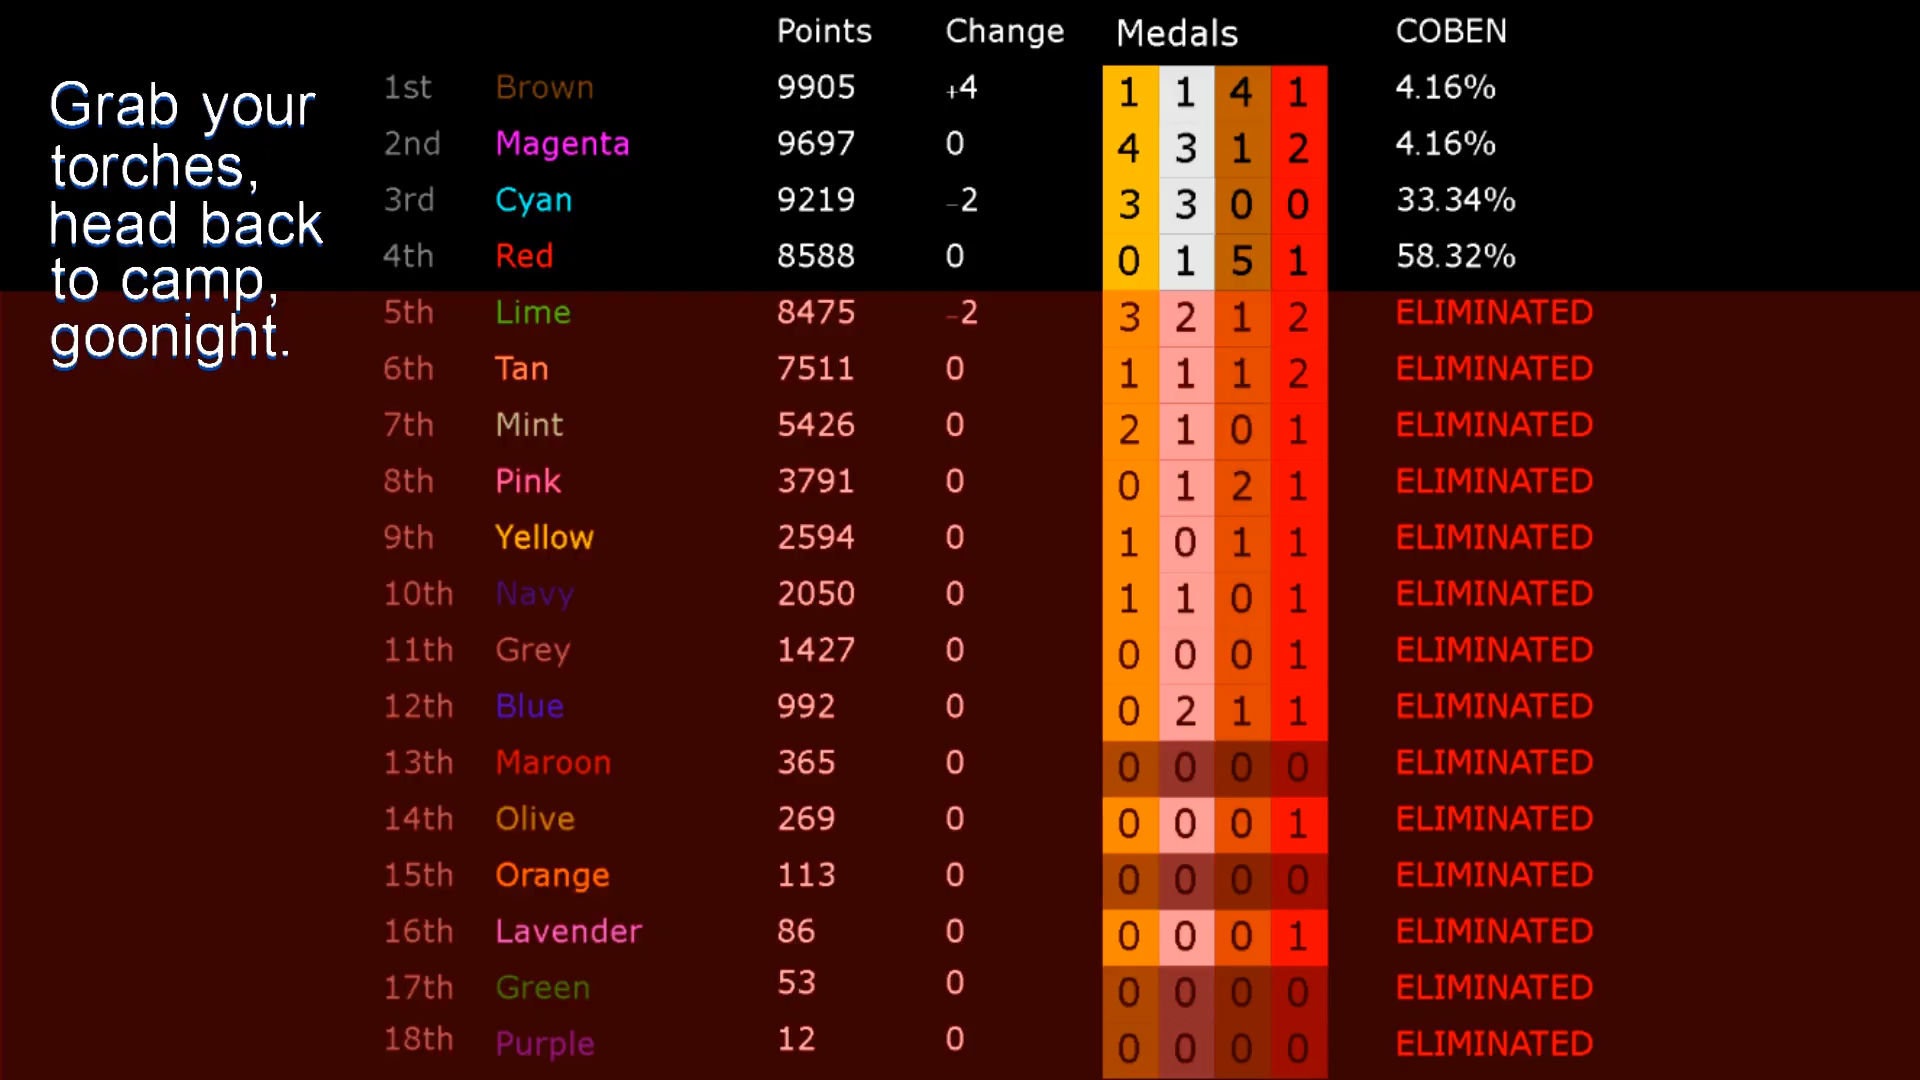 Points Change Medals COBEN
Grab your
torches,
head back
to camp,
goonight.
1st Brown 9905 +4 1 1 4 1 4.16%
2nd Magenta 9697 0 4 3 1 2 4.16%
3rd Cyan 9219 -2 3 3 0 0 33.34%
4th Red 8588 0 0 1 5 1 58.32%
5th Lime 8475 -2 3 2 1 2 ELIMINATED
6th Tan 7511 0 1 1 1 2 ELIMINATED
7th Mint 5426 0 2 1 0 1 ELIMINATED
8th Pink 3791 0 0 1 2 1 ELIMINATED
9th Yellow 2594 0 1 0 1 1 ELIMINATED
10th Navy 2050 0 1 1 0 1 ELIMINATED
11th Grey 1427 0 0 0 0 1 ELIMINATED
12th Blue 992 0 0 2 1 1 ELIMINATED
13th Maroon 365 0 0 0 0 0 ELIMINATED
14th Olive 269 0 0 0 0 1 ELIMINATED
15th Orange 113 0 0 0 0 0 ELIMINATED
16th Lavender 86 0 0 0 0 1 ELIMINATED
17th Green 53 0 0 0 0 0 ELIMINATED
18th Purple 12 0 0 0 0 0 ELIMINATED